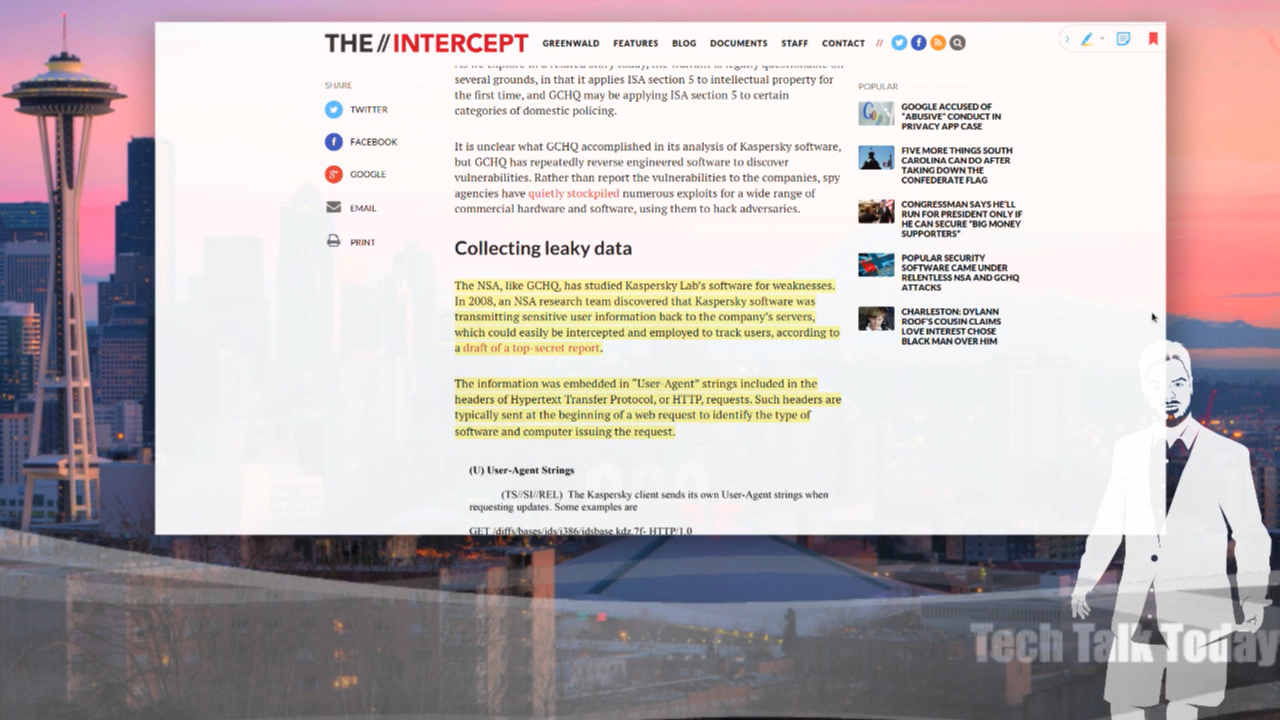 THE // INTERCEPT
GREENWALD FEATURES BLOG DOCUMENTS STAFF CONTACT //
SHARE
TWITTER
FACEBOOK
GOOGLE
EMAIL
PRINT
several grounds, in that it applies ISA section 5 to intellectual property for
the first time, and GCHQ may be applying ISA section 5 to certain
categories of domestic policing.
It is unclear what GCHQ accomplished in its analysis of Kaspersky software,
but GCHQ has repeatedly reverse engineered software to discover
vulnerabilities. Rather than report the vulnerabilities to the companies, spy
agencies have quietly stockpiled numerous exploits for a wide range of
commercial hardware and software, using them to hack adversaries.
Collecting leaky data
The NSA, like GCHQ, has studied Kaspersky Lab's software for weaknesses.
In 2008, an NSA research team discovered that Kaspersky software was
transmitting sensitive user information back to the company's servers,
which could easily be intercepted and employed to track users, according to
a draft of a top-secret report.
The information was embedded in "User-Agent" strings included in the
headers of Hypertext Transfer Protocol, or HTTP, requests. Such headers are
typically sent at the beginning of a web request to identify the type of
software and computer issuing the request.
(U) User-Agent Strings
(TS//SI//REL) The Kaspersky client sends its own User-Agent strings when
requesting updates. Some examples are
GET /diffs/bases/ids/i386/idsbase.kdz.7f- HTTP/1.0
POPULAR
GOOGLE ACCUSED OF
"ABUSIVE" CONDUCT IN
PRIVACY APP CASE
FIVE MORE THINGS SOUTH
CAROLINA CAN DO AFTER
TAKING DOWN THE
CONFEDERATE FLAG
CONGRESSMAN SAYS HE'LL
RUN FOR PRESIDENT ONLY IF
HE CAN SECURE "BIG MONEY
SUPPORTERS"
POPULAR SECURITY
SOFTWARE CAME UNDER
RELENTLESS NSA AND GCHQ
ATTACKS
CHARLESTON: DYLANN
ROOF'S COUSIN CLAIMS
LOVE INTEREST CHOSE
BLACK MAN OVER HIM
Tech Talk Today